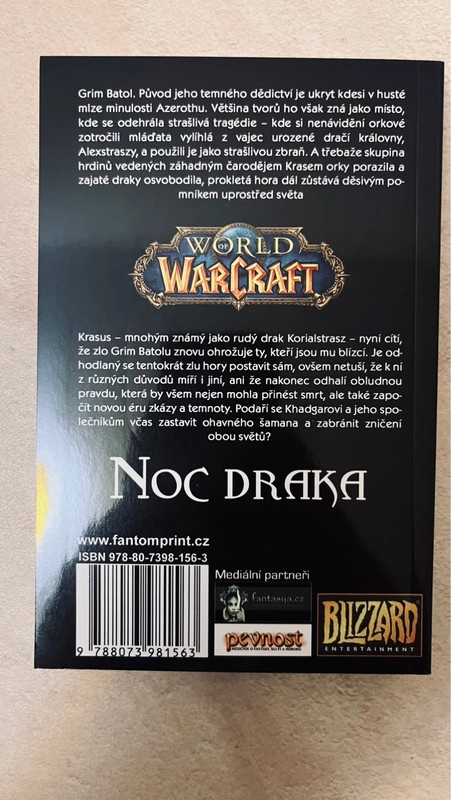 Grim Batol. Původ jeho temného dědictví je ukryt kdesi v husté
mlze minulosti Azerothu. Většina tvorů ho však zná jako místo,
kde se odehrála strašlivá tragédie – kde si nenávidění orkové
zotročili mláďata vylíhlá z vajec urozené dračí královny,
Alexstraszy, a použili je jako strašlivou zbraň. A třebaže skupina
hrdinů vedených záhadným čarodějem Krasem orky porazila a
zajaté draky osvobodila, prokletá hora dál zůstává děsivým po-
mníkem uprostřed světa
WORLD
OF
WARCRAFT
Krasus – mnohým známý jako rudý drak Korialstrasz – nyní cítí,
že zlo Grim Batolu znovu ohrožuje ty, kteří jsou mu blízcí. Je od-
hodlaný se tentokrát zlu hory postavit sám, ovšem netuší, že k ní
z různých důvodů míří i jiní, ani že nakonec odhalí obludnou
pravdu, která by všem nejen mohla přinést smrt, ale také zapo-
čít novou éru zkázy a temnoty. Podaří se Khadgarovi a jeho spo-
lečníkům včas zastavit ohavného šamana a zabránit zničení
obou světů?
NOC DRAKA
www.fantomprint.cz
ISBN 978-80-7398-156-3
9 788073 981563
Mediální partneři
fantasya.cz
pevnost
BLIZZARD
ENTERTAINMENT